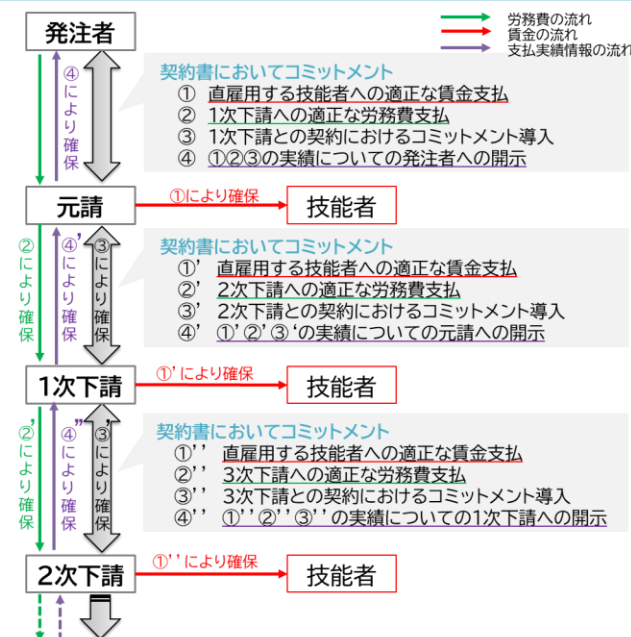 労務費の流れ
賃金の流れ
支払実績情報の流れ
発注者
④により確保
契約書においてコミットメント
① 直雇用する技能者への適正な賃金支払
② 1次下請への適正な労務費支払
③ 1次下請との契約におけるコミットメント導入
④ ①②③の実績についての発注者への開示
元請
①により確保
技能者
②により確保
④'により確保
③により確保
契約書においてコミットメント
①' 直雇用する技能者への適正な賃金支払
②' 2次下請への適正な労務費支払
③' 2次下請との契約におけるコミットメント導入
④' ①'②'③'の実績についての元請への開示
1次下請
①'により確保
技能者
②'により確保
④''により確保
③'により確保
契約書においてコミットメント
①'' 直雇用する技能者への適正な賃金支払
②'' 3次下請への適正な労務費支払
③'' 3次下請との契約におけるコミットメント導入
④'' ①''②''③''の実績についての1次下請への開示
2次下請
①''により確保
技能者